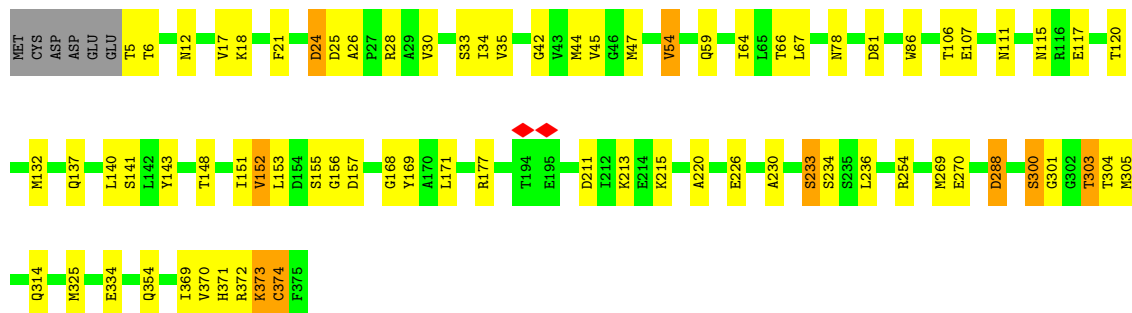 MET CYS ASP ASP GLU GLU T5 T6 N12 V17 K18 F21 D24 D25 A26 P27 R28 A29 V30 S33 I34 V35 G42 V43 M44 V45 G46 M47 V54 Q59 I64 L65 T66 L67 N78 D81 W86 T106 E107 N111 N115 R116 E117 T120
M132 Q137 L140 S141 L142 Y143 T148 I151 V152 L153 D154 S155 G156 D157 G168 Y169 A170 L171 R177 T194 E195 D211 I212 K213 E214 K215 A220 E226 A230 S233 S234 S235 L236 R254 M269 E270 D288 S300 G301 G302 T303 T304 M305
Q314 M325 E334 Q354 I369 V370 H371 R372 K373 C374 F375